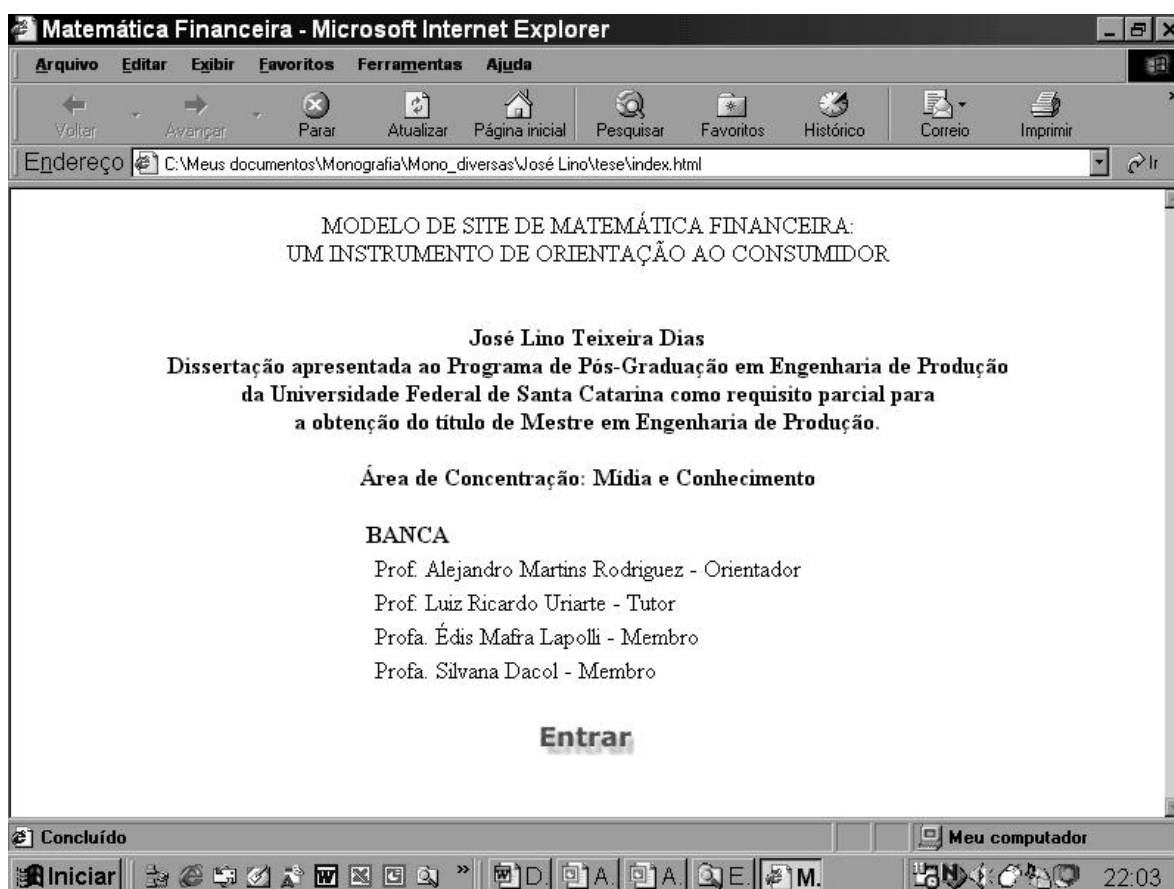 Matemática Financeira - Microsoft Internet Explorer
Arquivo Editar Exibir Favoritos Ferramentas Ajuda
Voltar Avançar Parar Atualizar Página inicial Pesquisar Favoritos Histórico Correio Imprimir
Endereço C:\Meus documentos\Monografia\Mono_diversas\José Lino\tese\index.html Ir
MODELO DE SITE DE MATEMÁTICA FINANCEIRA:
UM INSTRUMENTO DE ORIENTAÇÃO AO CONSUMIDOR
José Lino Teixeira Dias
Dissertação apresentada ao Programa de Pós-Graduação em Engenharia de Produção
da Universidade Federal de Santa Catarina como requisito parcial para
a obtenção do título de Mestre em Engenharia de Produção.
Área de Concentração: Mídia e Conhecimento
BANCA
Prof. Alejandro Martins Rodriguez - Orientador
Prof. Luiz Ricardo Uriarte - Tutor
Profa. Édis Mafra Lapolli - Membro
Profa. Silvana Dacol - Membro
Entrar
Concluído Meu computador
Iniciar » D. A. A. E. M. 22:03